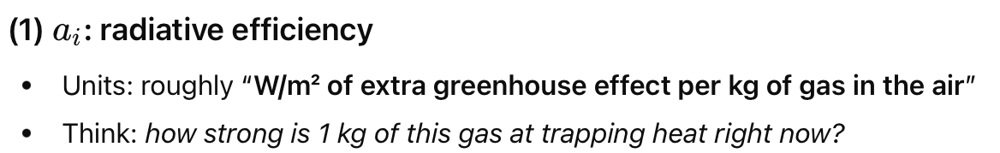 (1) aᵢ: radiative efficiency
• Units: roughly “W/m² of extra greenhouse effect per kg of gas in the air”
• Think: how strong is 1 kg of this gas at trapping heat right now?